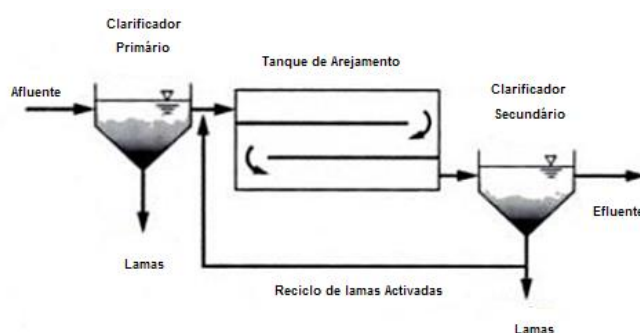 Clarificador
Primário
Tanque de Arejamento
Afluente
Clarificador
Secundário
Efluente
Lamas
Reciclo de lamas Activadas
Lamas